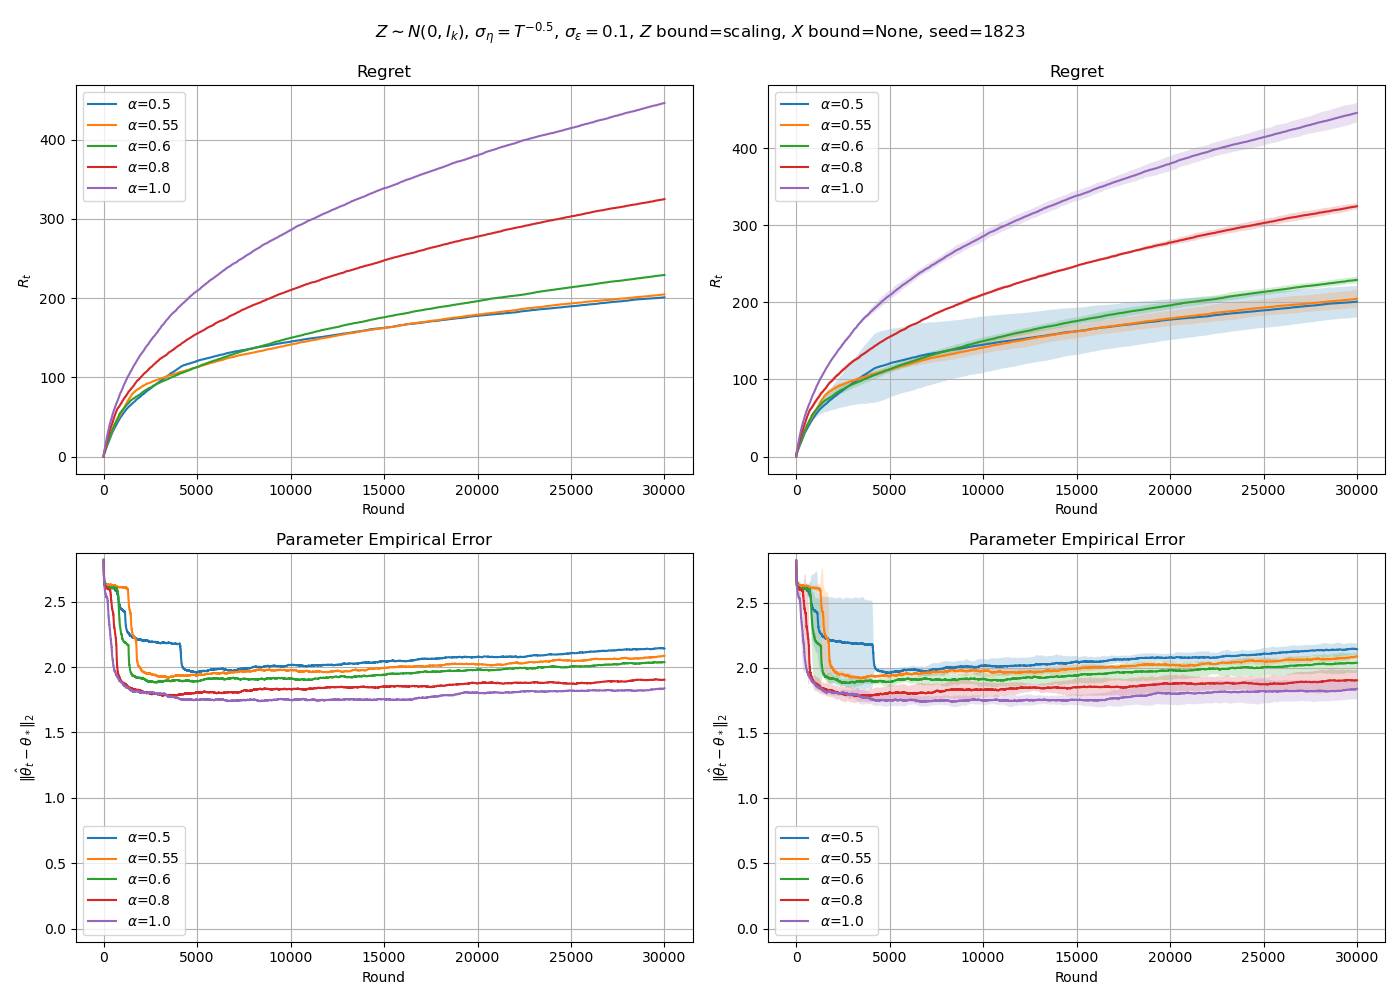 Z ~ N(0, I_k), σ_η = T^{−0.5}, σ_ε = 0.1, Z bound=scaling, X bound=None, seed=1823
Regret
α=0.5
α=0.55
α=0.6
α=0.8
α=1.0
R_t
400
300
200
100
0
0 5000 10000 15000 20000 25000 30000
Round
Regret
α=0.5
α=0.55
α=0.6
α=0.8
α=1.0
R_t
400
300
200
100
0
0 5000 10000 15000 20000 25000 30000
Round
Parameter Empirical Error
‖θ̂_t − θ_*‖_2
2.5
2.0
1.5
1.0
0.5
0.0
α=0.5
α=0.55
α=0.6
α=0.8
α=1.0
0 5000 10000 15000 20000 25000 30000
Round
Parameter Empirical Error
‖θ̂_t − θ_*‖_2
2.5
2.0
1.5
1.0
0.5
0.0
α=0.5
α=0.55
α=0.6
α=0.8
α=1.0
0 5000 10000 15000 20000 25000 30000
Round